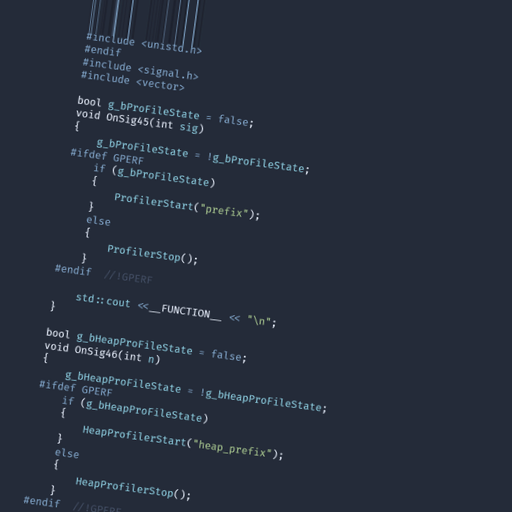 #include <unistd.h>
#endif
#include <signal.h>
#include <vector>
bool g_bProFileState = false;
void OnSig45(int sig)
{
g_bProFileState = !g_bProFileState;
#ifdef GPERF
if (g_bProFileState)
{
ProfilerStart("prefix");
}
else
{
ProfilerStop();
}
#endif //!GPERF
std::cout <<__FUNCTION__ << "\n";
}
bool g_bHeapProFileState = false;
void OnSig46(int n)
{
g_bHeapProFileState = !g_bHeapProFileState;
#ifdef GPERF
if (g_bHeapProFileState)
{
HeapProfilerStart("heap_prefix");
}
else
{
HeapProfilerStop();
}
#endif //!GPERF